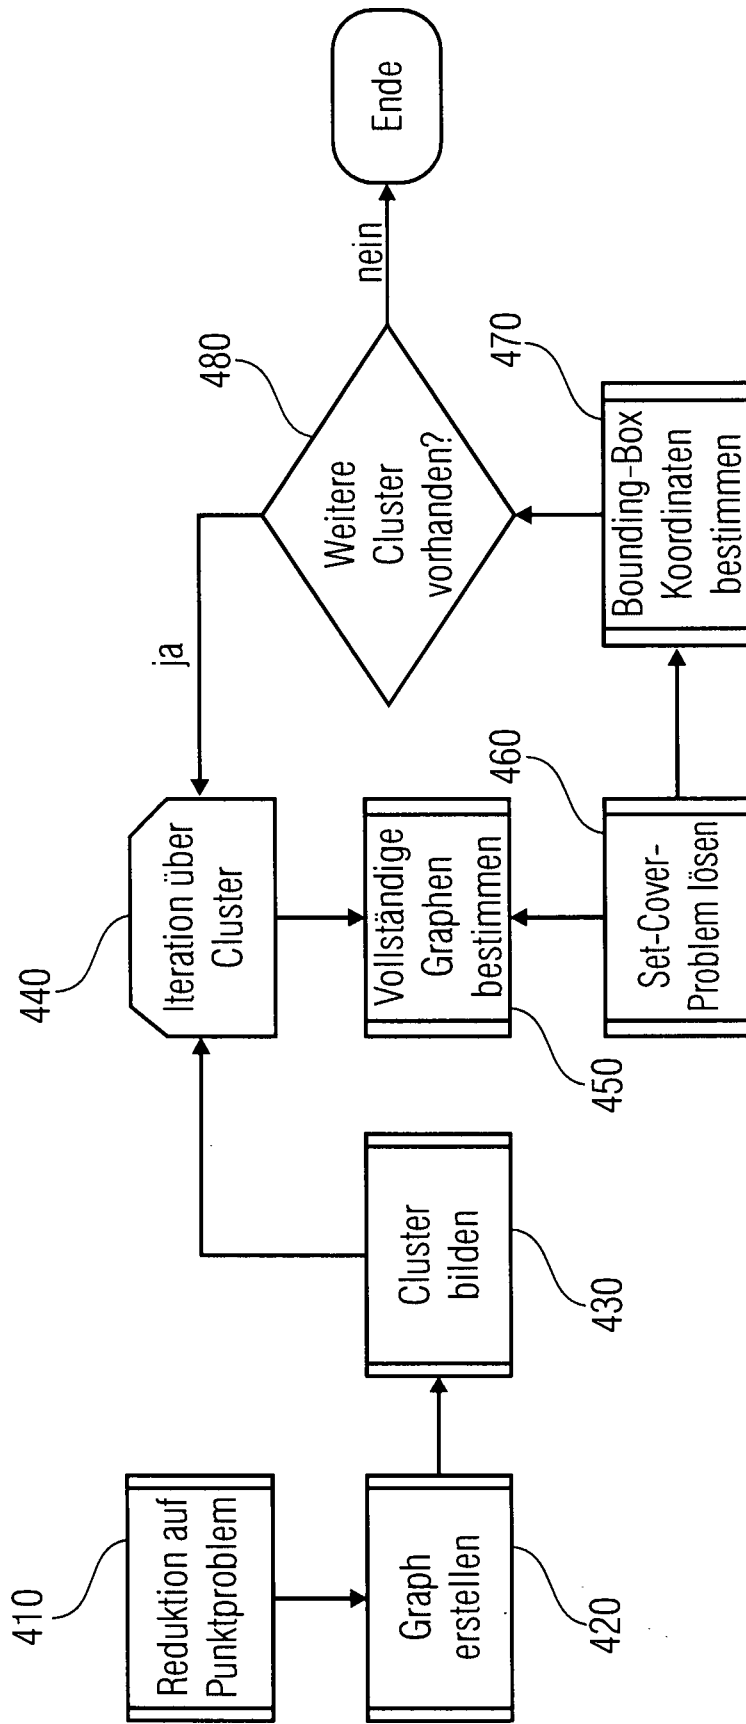 410
Reduktion auf
Punktproblem
Graph
erstellen
420
Cluster
bilden
430
440
Iteration über
Cluster
Vollständige
Graphen
bestimmen
450
460
Set-Cover-
Problem lösen
470
Bounding-Box
Koordinaten
bestimmen
480
Weitere
Cluster
vorhanden?
ja
nein
Ende